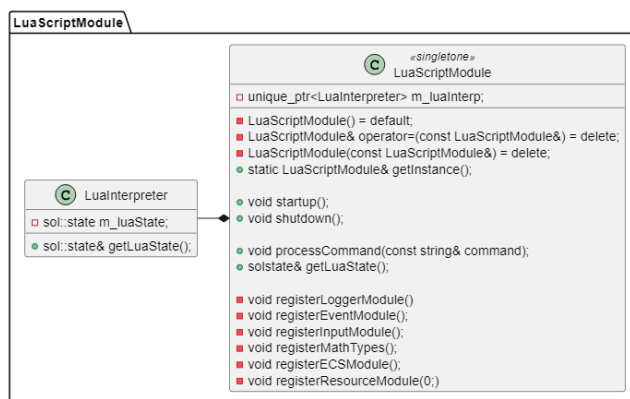 LuaScriptModule
«singletone»
C
LuaScriptModule
unique_ptr<LuaInterpreter> m_luaInterp;
LuaScriptModule() = default;
LuaScriptModule& operator=(const LuaScriptModule&) = delete;
LuaScriptModule(const LuaScriptModule&) = delete;
static LuaScriptModule& getInstance();
void startup();
void shutdown();
void processCommand(const string& command);
solstate& getLuaState();
void registerLoggerModule()
void registerEventModule();
void registerInputModule();
void registerMathTypes();
void registerECSModule();
void registerResourceModule(0;)
C LuaInterpreter
sol::state m_luaState;
sol::state& getLuaState();